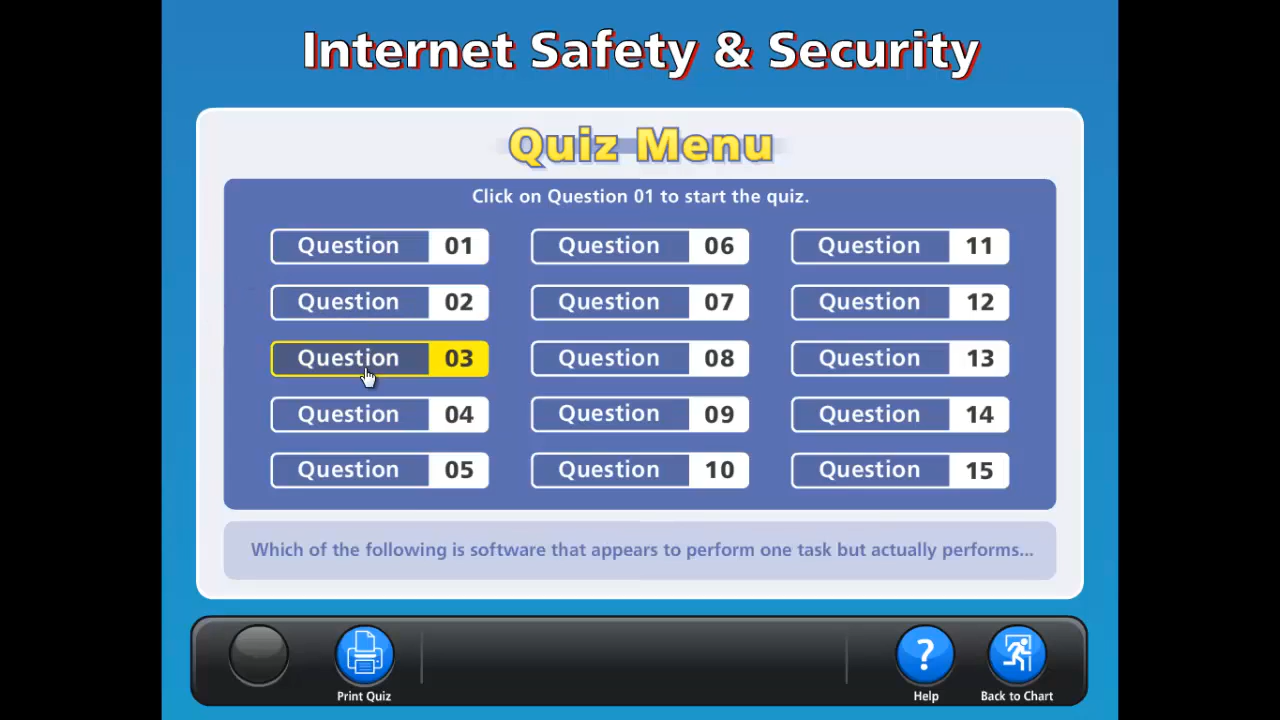 Internet Safety & Security
Quiz Menu
Click on Question 01 to start the quiz.
Question 01
Question 06
Question 11
Question 02
Question 07
Question 12
Question 03
Question 08
Question 13
Question 04
Question 09
Question 14
Question 05
Question 10
Question 15
Which of the following is software that appears to perform one task but actually performs...
?
Print Quiz
Help
Back to Chart